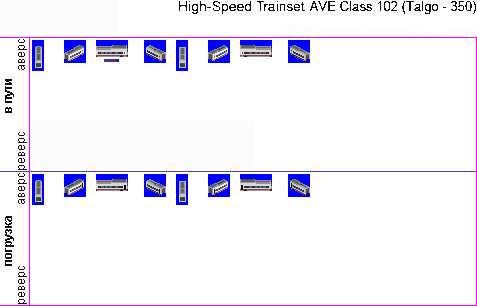 High-Speed Trainset AVE Class 102 (Talgo - 350)
аверс
в пути
реверс
аверс
погрузка
реверс